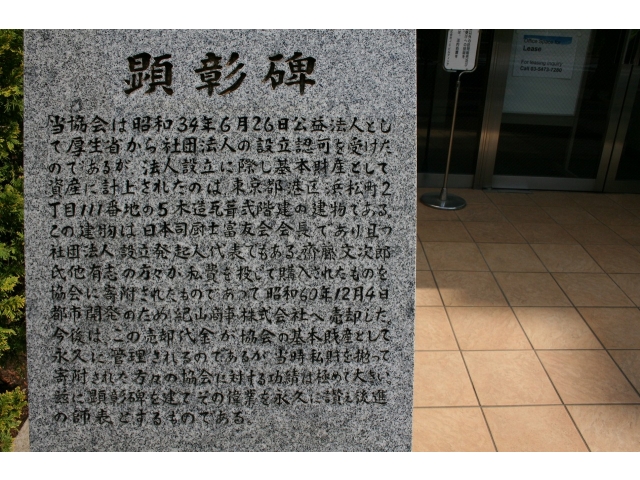 顕彰碑
当協会は昭和34年6月26日公益法人とし
て厚生省から社団法人の設立認可を受けた
のであるが、法人設立に際し基本財産として
資産に計上されたのは、東京都港区浜松町2
丁目111番地の5木造瓦葺弐階建の建物である。
この建物は日本司厨士富友会会長であり且つ
社団法人設立発起人代表でもある齋藤文次郎
氏他有志の方々が私費を投じて購入されたものを
協会に寄附されたものであって昭和60年12月4日
都市開発のため紀山商事株式会社へ売却した
今後は、この売却代金が協会の基本財産として
永久に管理されるのであるが当時私財を擲って
寄附された方々の協会に対する功績は極めて大きい。
茲に顕彰碑を建てその偉業を永久に讃え後進
の師表とするものである。
Lease